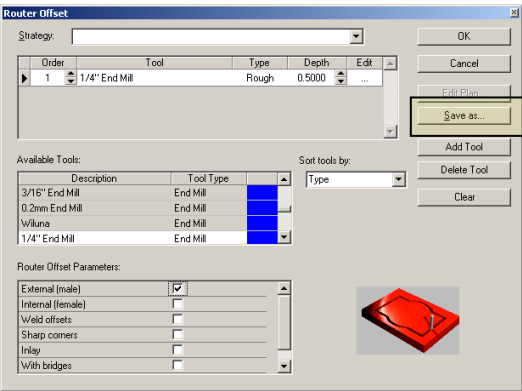 Router Offset
Strategy:
OK
Order Tool Type Depth Edit
1 1/4" End Mill Rough 0.5000 ...
Cancel
Edit Plan...
Save as...
Add Tool
Delete Tool
Clear
Available Tools:
Sort tools by:
Type
Description Tool Type
3/16" End Mill End Mill
0.2mm End Mill End Mill
Wiluna End Mill
1/4" End Mill End Mill
Router Offset Parameters:
External (male)
Internal (female)
Weld offsets
Sharp corners
Inlay
With bridges